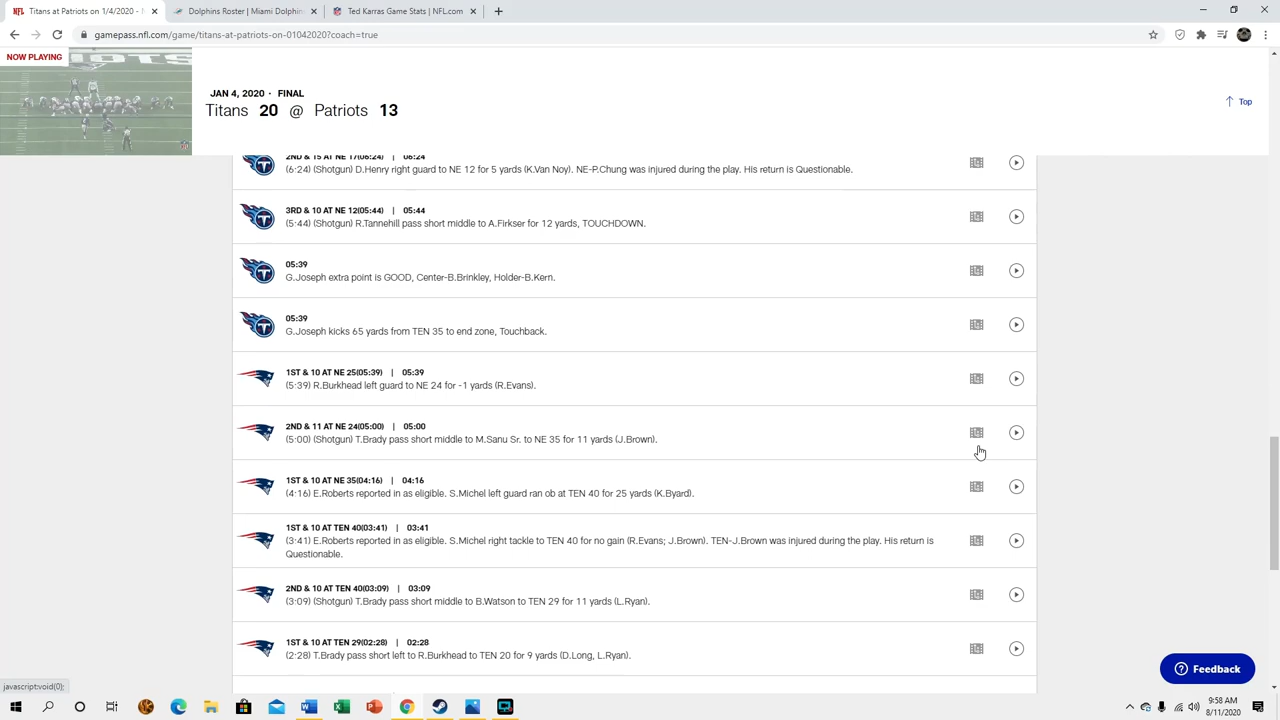 Titans at Patriots on 1/4/2020 -
Dolphins Roster | Miami Dolphin
Ted Karras Game Stats | NFL.com
gamepass.nfl.com/game/titans-at-patriots-on-01042020?coach=true
NOW PLAYING
JAN 4, 2020 · FINAL
Titans 20 @ Patriots 13
Top
2ND & 15 AT NE 17(06:24) | 06:24
(6:24) (Shotgun) D.Henry right guard to NE 12 for 5 yards (K.Van Noy). NE-P.Chung was injured during the play. His return is Questionable.
3RD & 10 AT NE 12(05:44) | 05:44
(5:44) (Shotgun) R.Tannehill pass short middle to A.Firkser for 12 yards, TOUCHDOWN.
05:39
G.Joseph extra point is GOOD, Center-B.Brinkley, Holder-B.Kern.
05:39
G.Joseph kicks 65 yards from TEN 35 to end zone, Touchback.
1ST & 10 AT NE 25(05:39) | 05:39
(5:39) R.Burkhead left guard to NE 24 for -1 yards (R.Evans).
2ND & 11 AT NE 24(05:00) | 05:00
(5:00) (Shotgun) T.Brady pass short middle to M.Sanu Sr. to NE 35 for 11 yards (J.Brown).
1ST & 10 AT NE 35(04:16) | 04:16
(4:16) E.Roberts reported in as eligible. S.Michel left guard ran ob at TEN 40 for 25 yards (K.Byard).
1ST & 10 AT TEN 40(03:41) | 03:41
(3:41) E.Roberts reported in as eligible. S.Michel right tackle to TEN 40 for no gain (R.Evans; J.Brown). TEN-J.Brown was injured during the play. His return is
Questionable.
2ND & 10 AT TEN 40(03:09) | 03:09
(3:09) (Shotgun) T.Brady pass short middle to B.Watson to TEN 29 for 11 yards (L.Ryan).
1ST & 10 AT TEN 29(02:28) | 02:28
(2:28) T.Brady pass short left to R.Burkhead to TEN 20 for 9 yards (D.Long, L.Ryan).
Feedback
javascript:void(0);
9:58 AM
8/11/2020